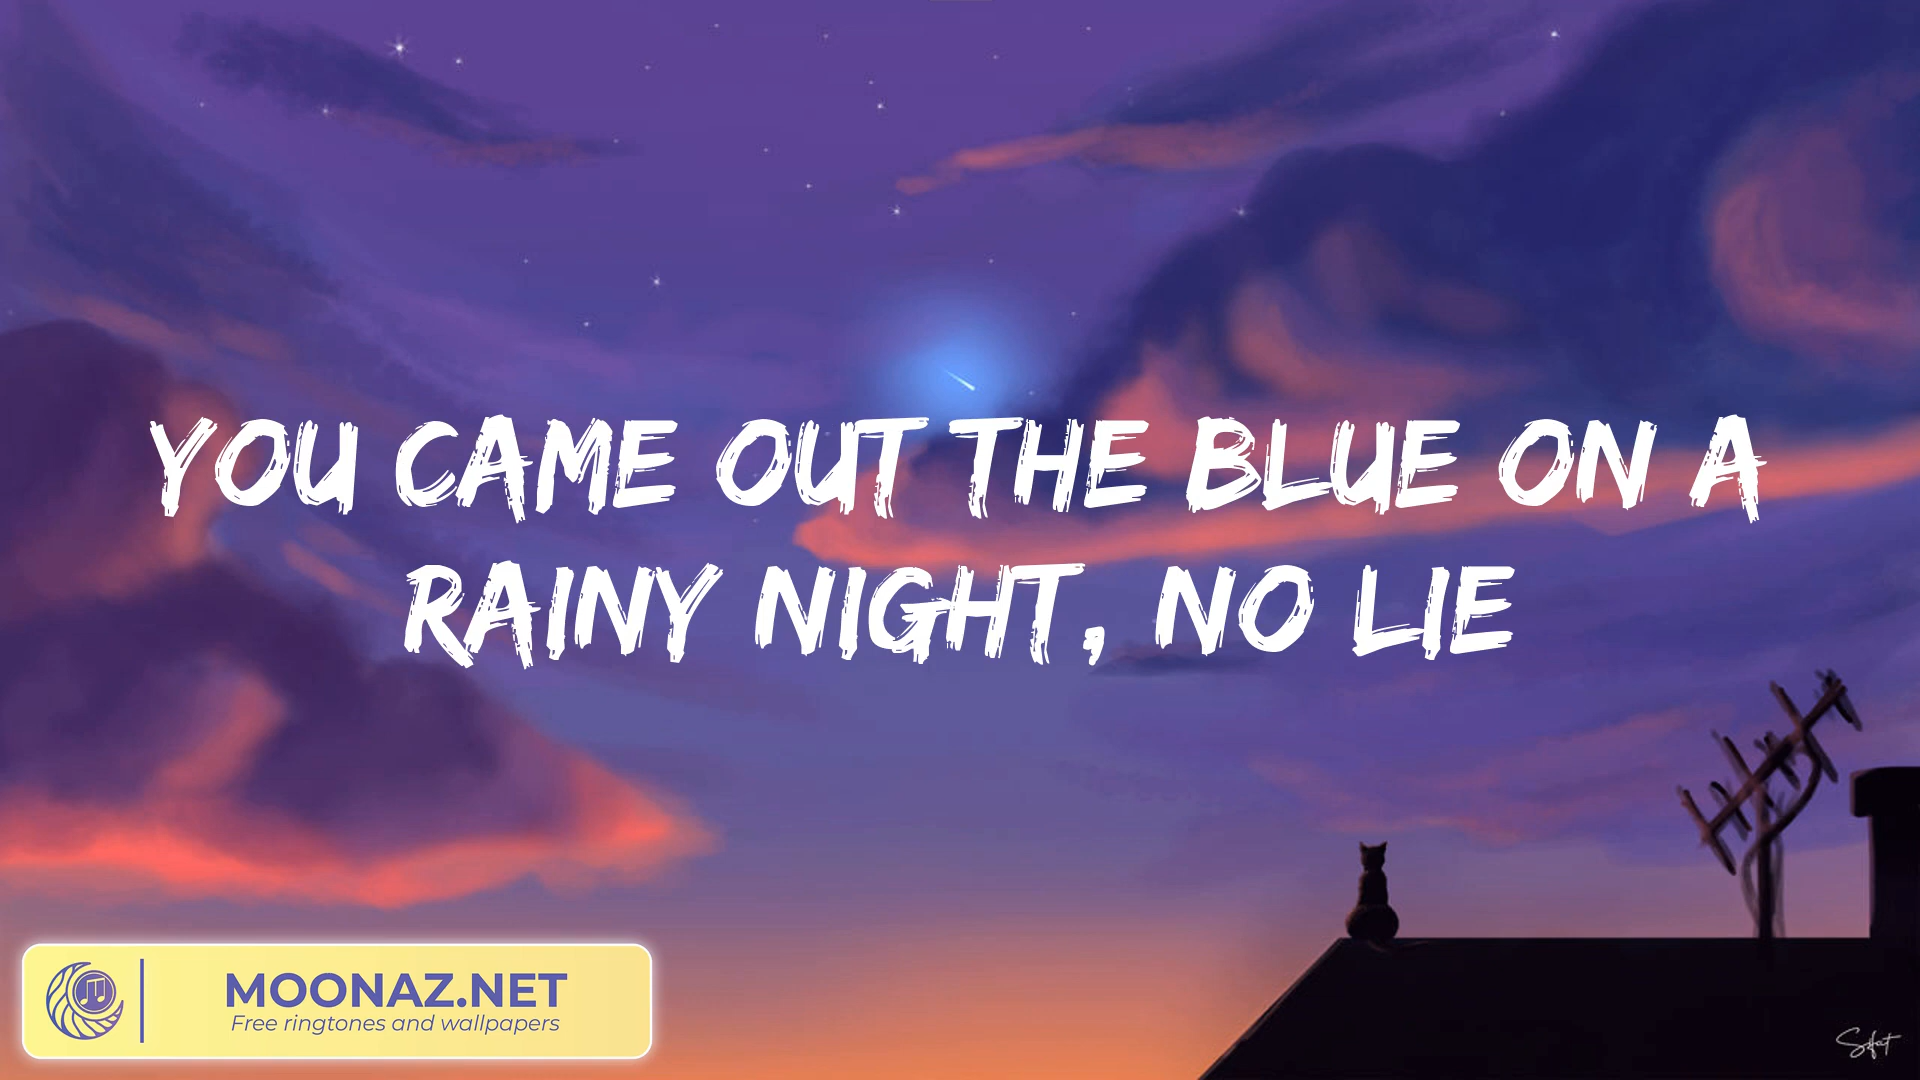 YOU CAME OUT THE BLUE ON A
RAINY NIGHT, NO LIE
MOONAZ.NET
Free ringtones and wallpapers